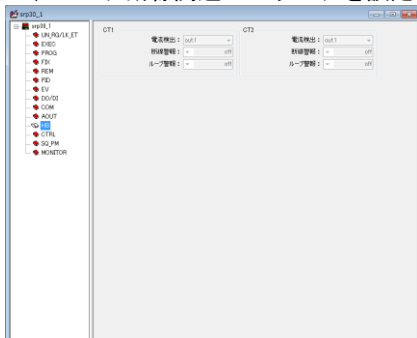 srp30_1
srp30_1
UN_RG/LK_ET
EXEC
PROG
FIX
REM
PID
EV
DO/DI
COM
AOUT
HB
CTRL
SQ_PM
MONITOR
CT1
電流検出： out1
断線警報： - off
ループ警報： - off
CT2
電流検出： out1
断線警報： - off
ループ警報： - off